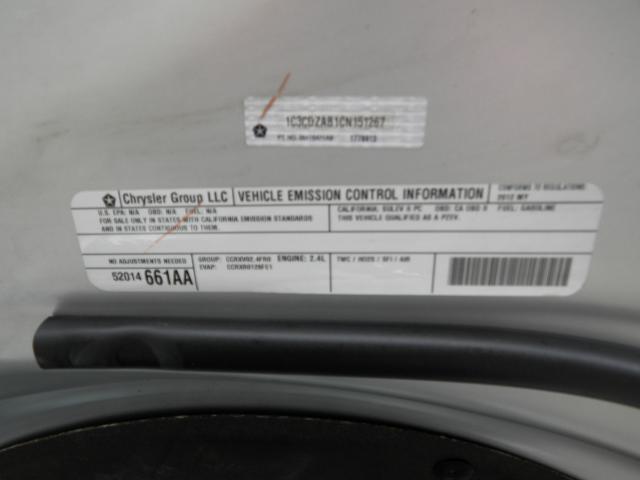 1C3CDZAB1CN151267
Chrysler Group LLC VEHICLE EMISSION CONTROL INFORMATION
CONFORMS TO REGULATIONS
2012 MY
U.S. EPA: N/A OBD: N/A FUEL: N/A
FOR SALE ONLY IN STATES WITH CALIFORNIA EMISSION STANDARDS
AND IN STATES CONFORMING TO THEM
CALIFORNIA: SULEV II PC OBD: CA OBD II FUEL: GASOLINE
THIS VEHICLE QUALIFIED AS A PZEV.
NO ADJUSTMENTS NEEDED
52014 661AA
GROUP: ENGINE: 2.4L
EVAP:
TWC / HO2S / SFI / AIR